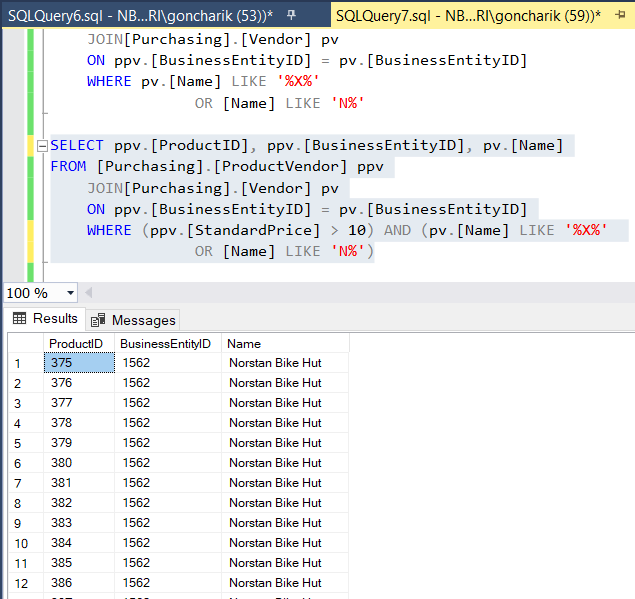 SQLQuery6.sql - NB...RI\goncharik (53))* SQLQuery7.sql - NB...RI\goncharik (59))*
JOIN[Purchasing].[Vendor] pv
ON ppv.[BusinessEntityID] = pv.[BusinessEntityID]
WHERE pv.[Name] LIKE '%X%'
OR [Name] LIKE 'N%'
SELECT ppv.[ProductID], ppv.[BusinessEntityID], pv.[Name]
FROM [Purchasing].[ProductVendor] ppv
JOIN[Purchasing].[Vendor] pv
ON ppv.[BusinessEntityID] = pv.[BusinessEntityID]
WHERE (ppv.[StandardPrice] > 10) AND (pv.[Name] LIKE '%X%'
OR [Name] LIKE 'N%')
100 %
Results Messages
ProductID BusinessEntityID Name
1 375 1562 Norstan Bike Hut
2 376 1562 Norstan Bike Hut
3 377 1562 Norstan Bike Hut
4 378 1562 Norstan Bike Hut
5 379 1562 Norstan Bike Hut
6 380 1562 Norstan Bike Hut
7 381 1562 Norstan Bike Hut
8 382 1562 Norstan Bike Hut
9 383 1562 Norstan Bike Hut
10 384 1562 Norstan Bike Hut
11 385 1562 Norstan Bike Hut
12 386 1562 Norstan Bike Hut